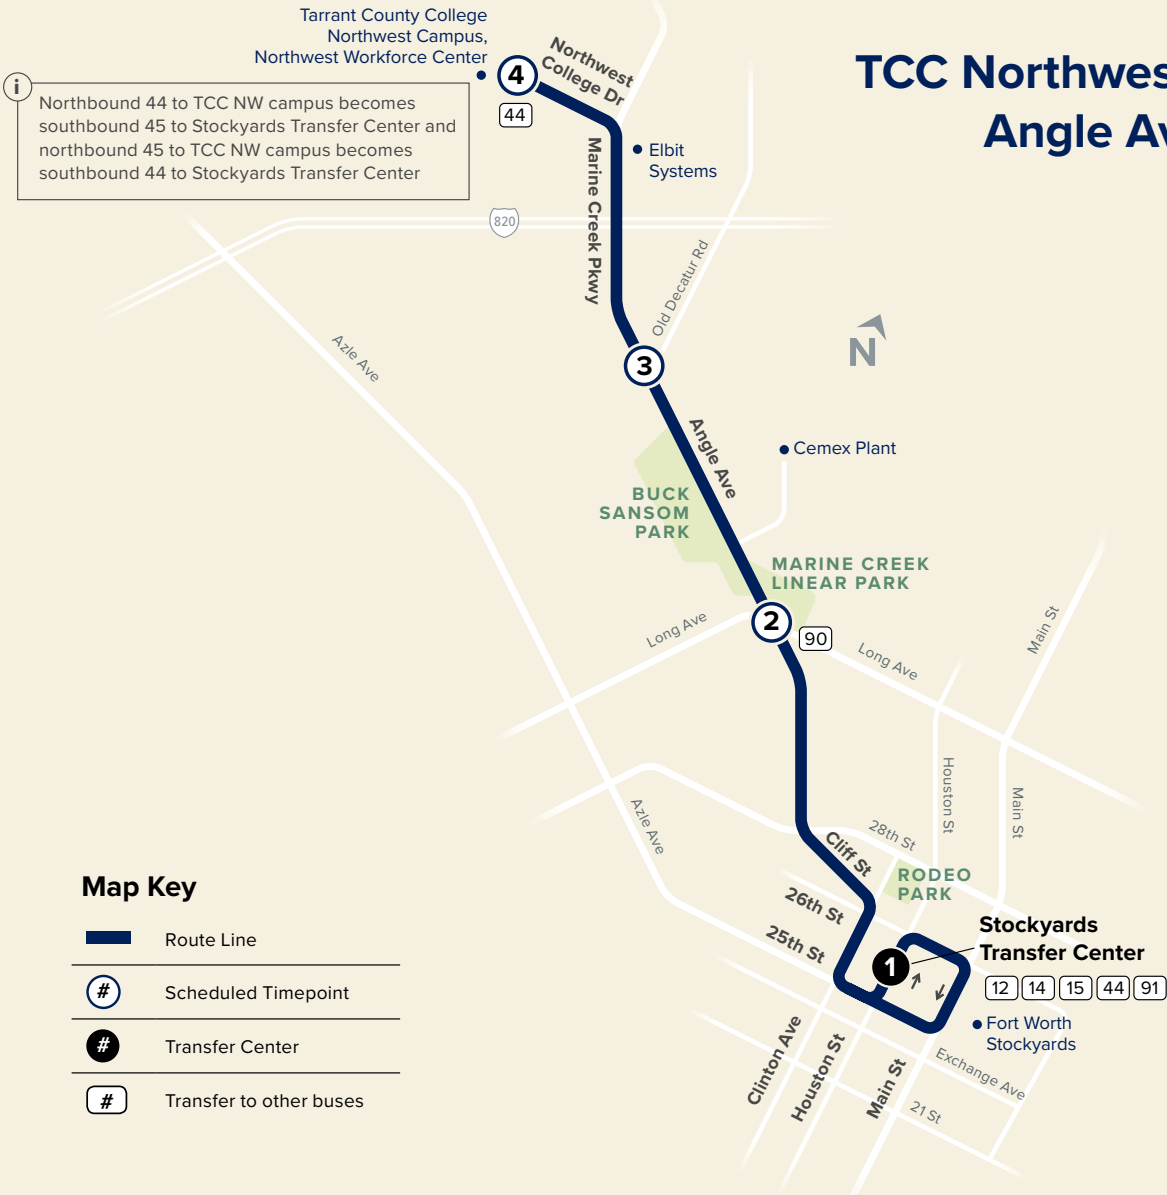 Tarrant County College
Northwest Campus,
Northwest Workforce Center
4
44
Northwest
College Dr
TCC Northwes
Angle Av
i
Northbound 44 to TCC NW campus becomes
southbound 45 to Stockyards Transfer Center and
northbound 45 to TCC NW campus becomes
southbound 44 to Stockyards Transfer Center
Elbit
Systems
Marine Creek Pkwy
820
Old Decatur Rd
N
Azle Ave
3
Angle Ave
Cemex Plant
BUCK
SANSOM
PARK
MARINE CREEK
LINEAR PARK
2
90
Long Ave
Long Ave
Main St
Houston St
Main St
Azle Ave
28th St
Cliff St
RODEO
PARK
26th St
25th St
Stockyards
Transfer Center
1
12 14 15 44 91
Fort Worth
Stockyards
Clinton Ave
Houston St
Main St
Exchange Ave
21 St
Map Key
Route Line
# Scheduled Timepoint
# Transfer Center
# Transfer to other buses